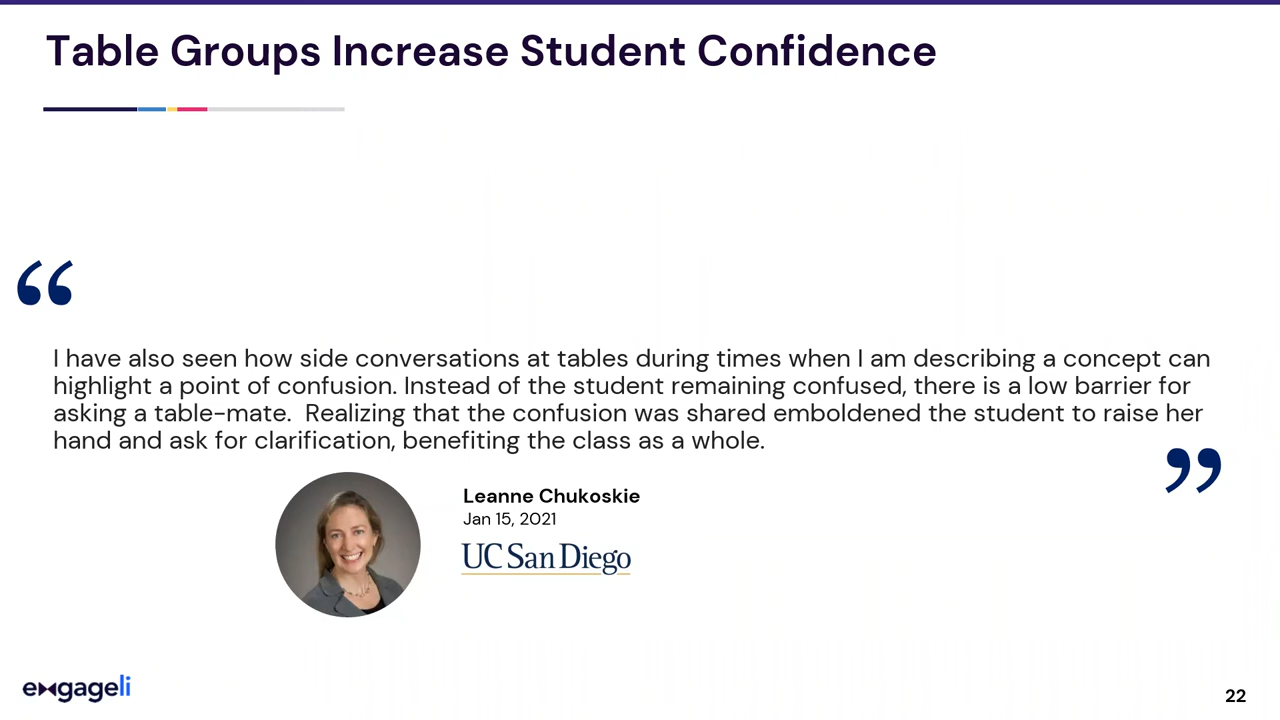 Table Groups Increase Student Confidence
“
I have also seen how side conversations at tables during times when I am describing a concept can
highlight a point of confusion. Instead of the student remaining confused, there is a low barrier for
asking a table-mate.  Realizing that the confusion was shared emboldened the student to raise her
hand and ask for clarification, benefiting the class as a whole.
”
Leanne Chukoskie
Jan 15, 2021
UC San Diego
engageli
22